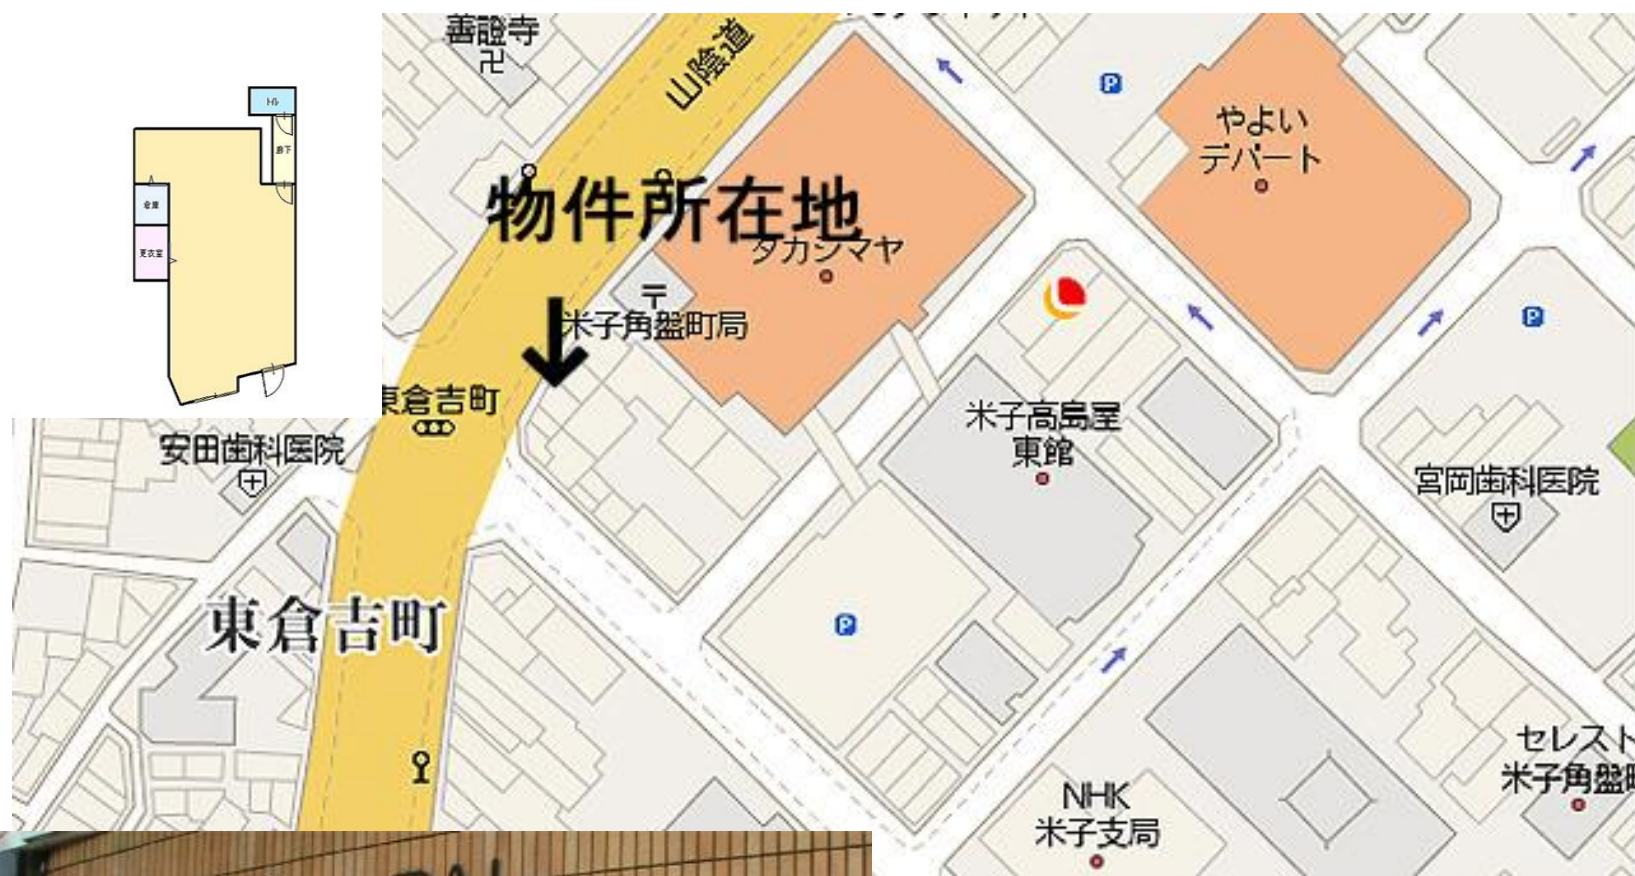 善證寺
山陰道
やよい
デパート
物件所在地
タカシマヤ
〒
米子角盤町局
東倉吉町
安田歯科医院
米子高島屋
東館
宮岡歯科医院
東倉吉町
NHK
米子支局
セレスト
米子角盤町
トイレ
廊下
倉庫
更衣室
P
P
P